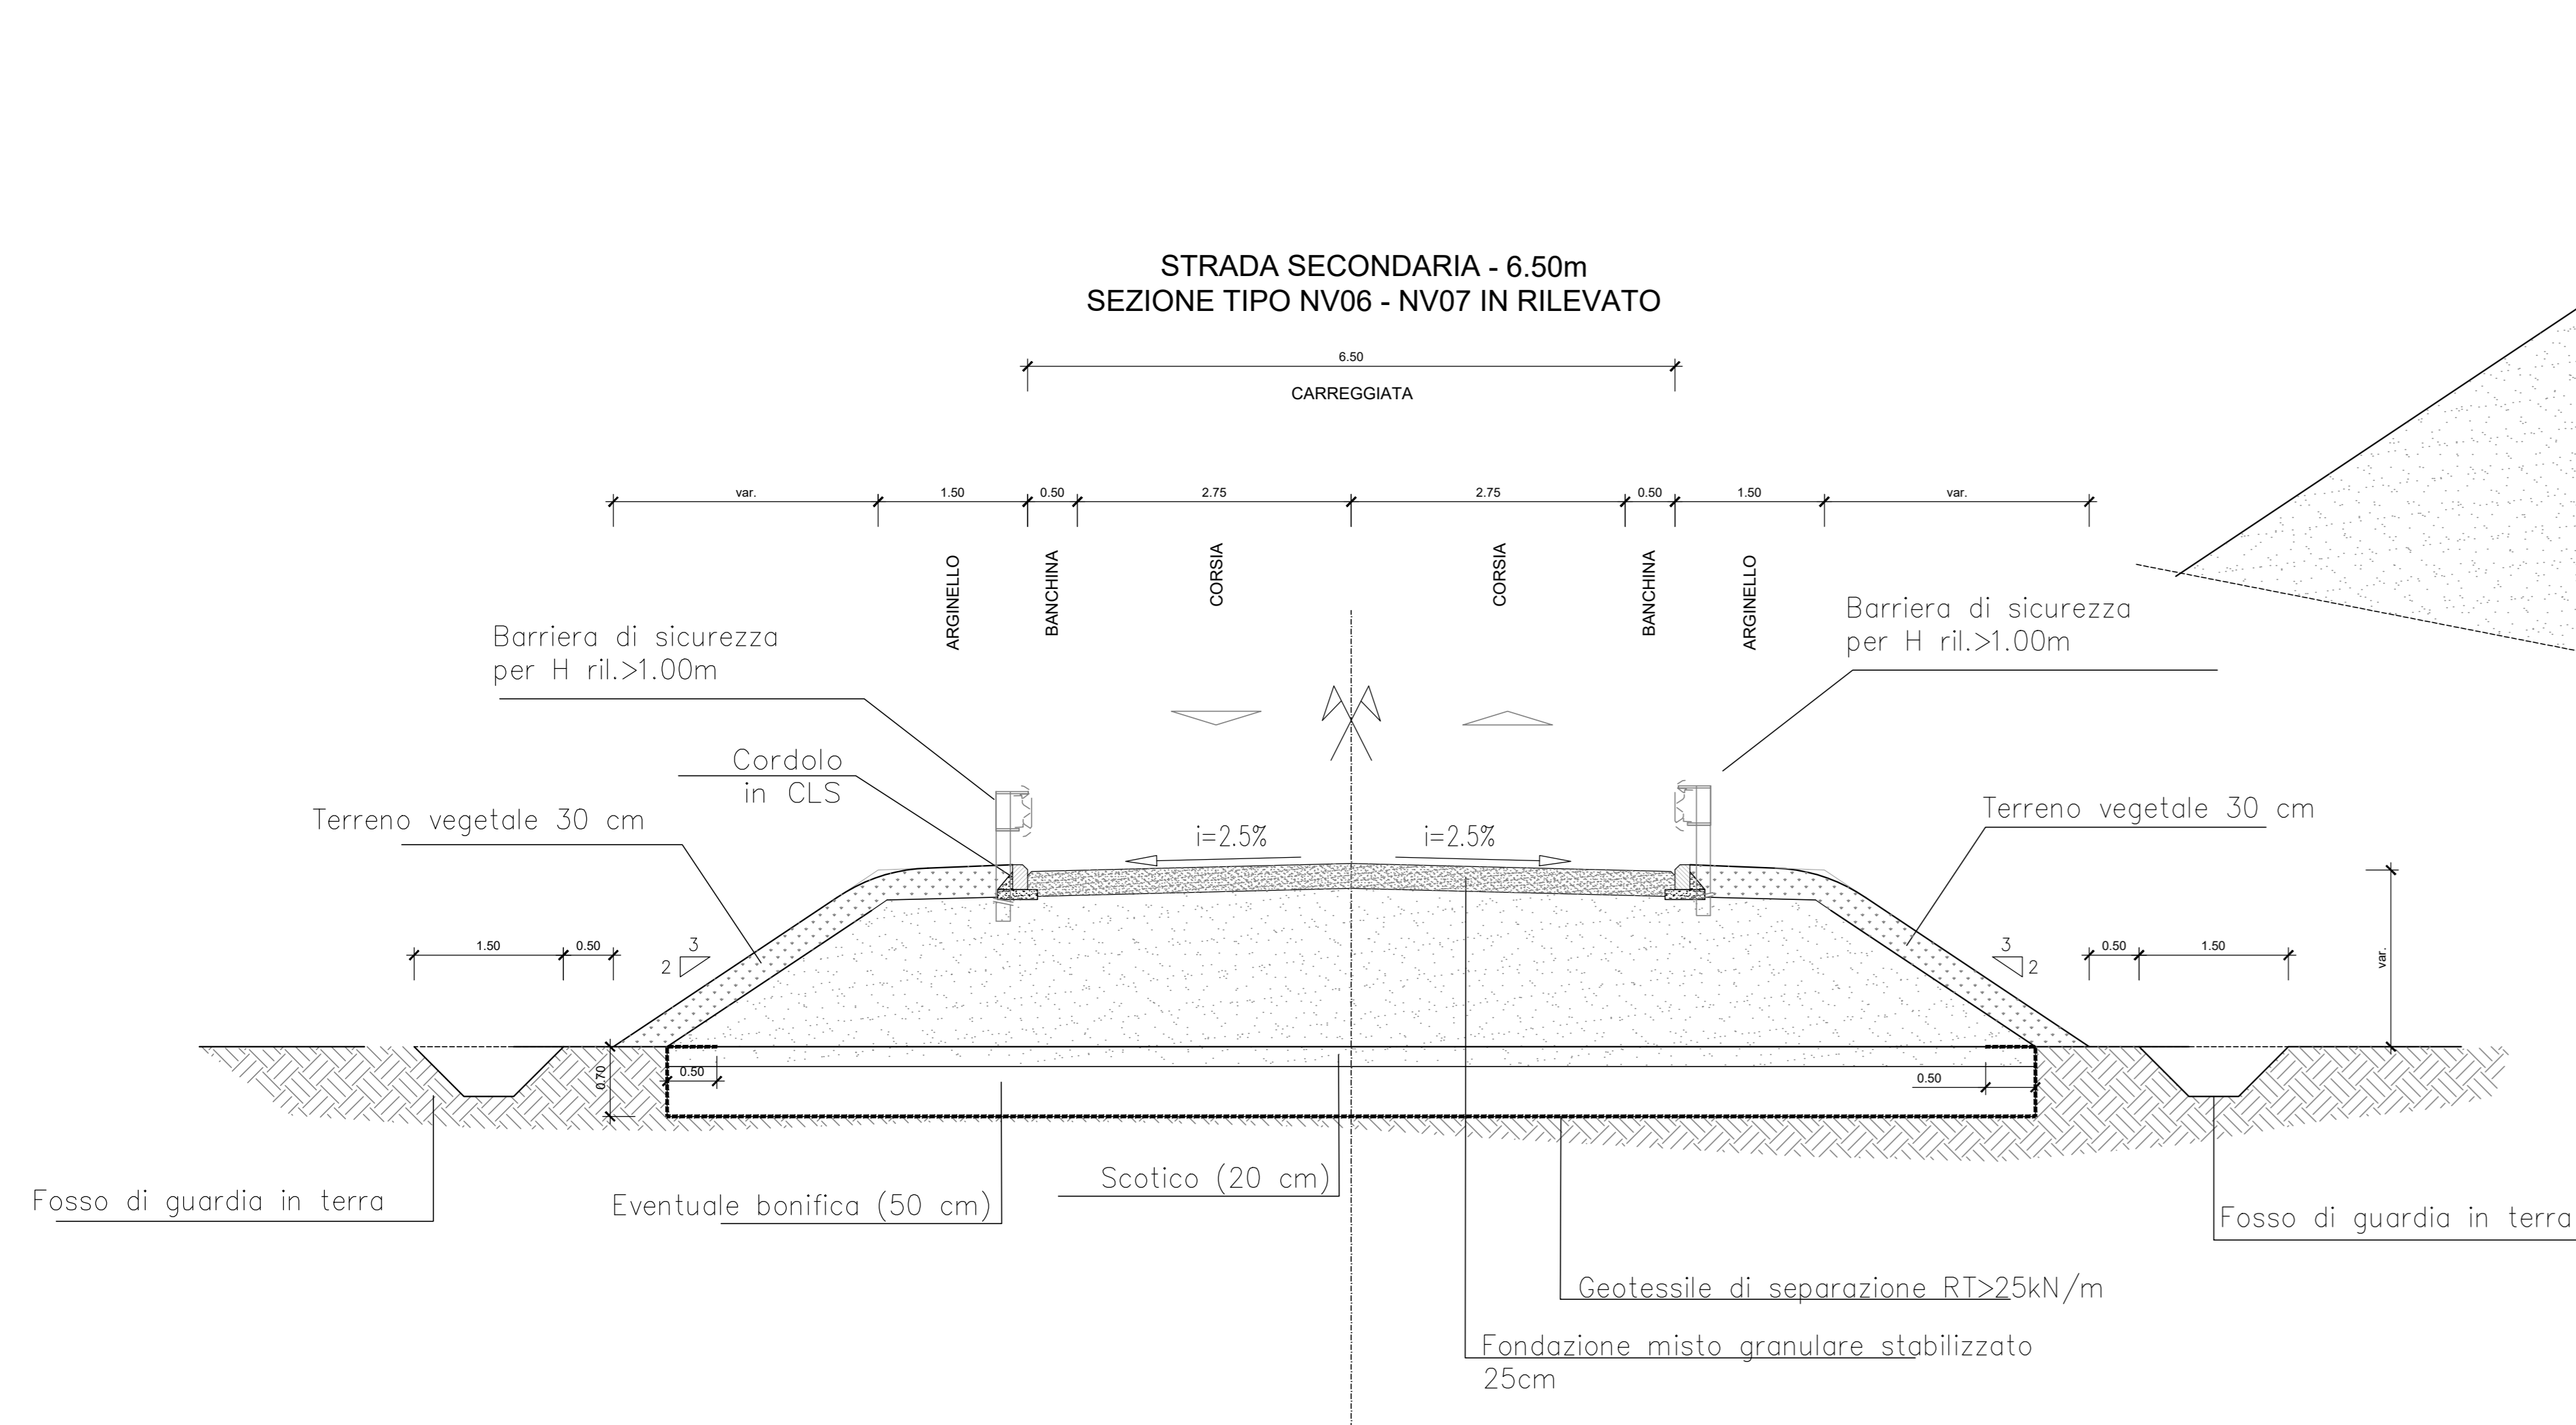 STRADA SECONDARIA - 6.50m
SEZIONE TIPO NV06 - NV07 IN RILEVATO
6.50
CARREGGIATA
var.
1.50
0.50
2.75
2.75
0.50
1.50
var.
ARGINELLO
BANCHINA
CORSIA
CORSIA
BANCHINA
ARGINELLO
Barriera di sicurezza
per H ril.>1.00m
Barriera di sicurezza
per H ril.>1.00m
Cordolo
in CLS
Terreno vegetale 30 cm
Terreno vegetale 30 cm
i=2.5%
i=2.5%
1.50
0.50
3
2
3
2
0.50
1.50
var.
0.70
0.50
0.50
Fosso di guardia in terra
Eventuale bonifica (50 cm)
Scotico (20 cm)
Fosso di guardia in terra
Geotessile di separazione RT>25kN/m
Fondazione misto granulare stabilizzato
25cm